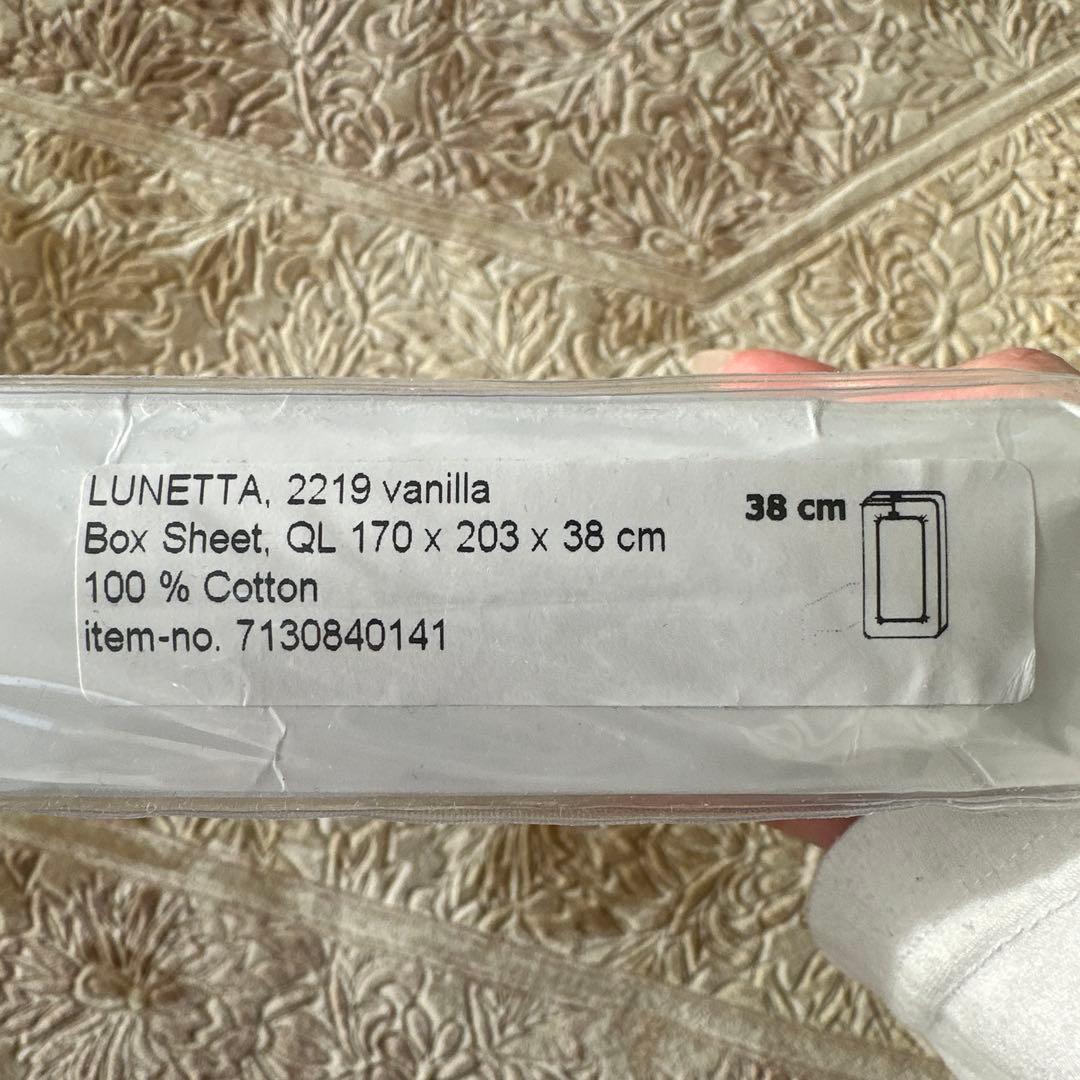 LUNETTA, 2219 vanilla
Box Sheet, QL 170 x 203 x 38 cm
100 % Cotton
item-no. 7130840141
38 cm